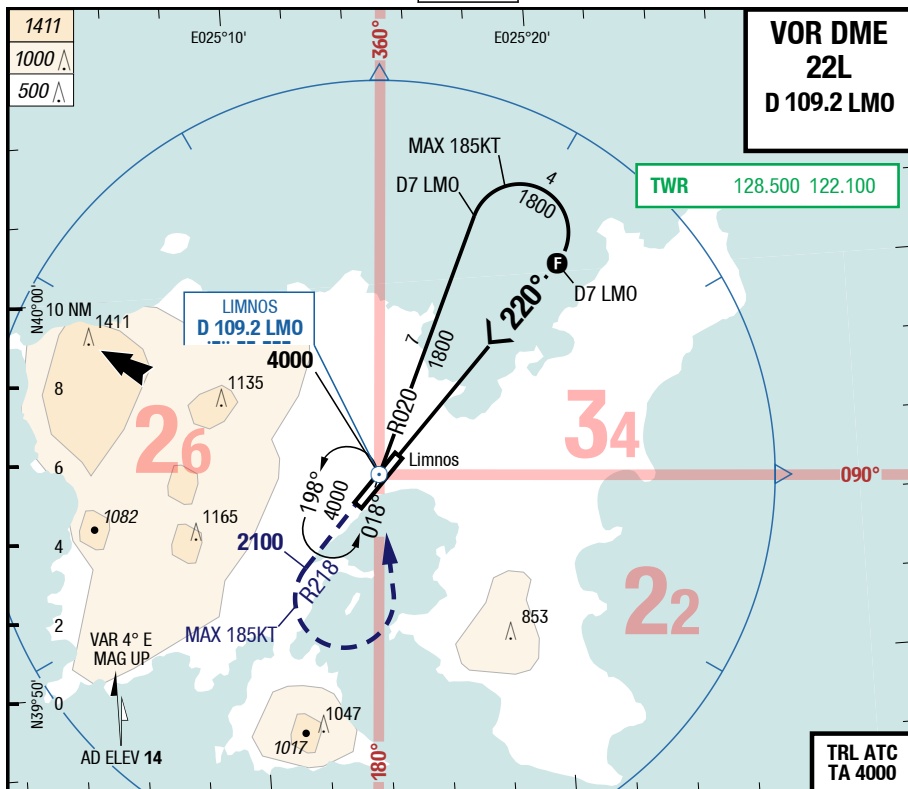 1411
1000
500
E025°10'
360°
E025°20'
VOR DME
22L
D 109.2 LMO
MAX 185KT
4
D7 LMO
1800
TWR 128.500 122.100
F
D7 LMO
220°
N40°00'
10 NM
1411
LIMNOS
D 109.2 LMO
4000
7
1800
8
1135
R020
34
26
6
Limnos
090°
198°
4000
018°
1082
1165
4
2100
R218
22
853
2
MAX 185KT
VAR 4° E
MAG UP
N39°50'
0
1047
1017
180°
AD ELEV 14
TRL ATC
TA 4000